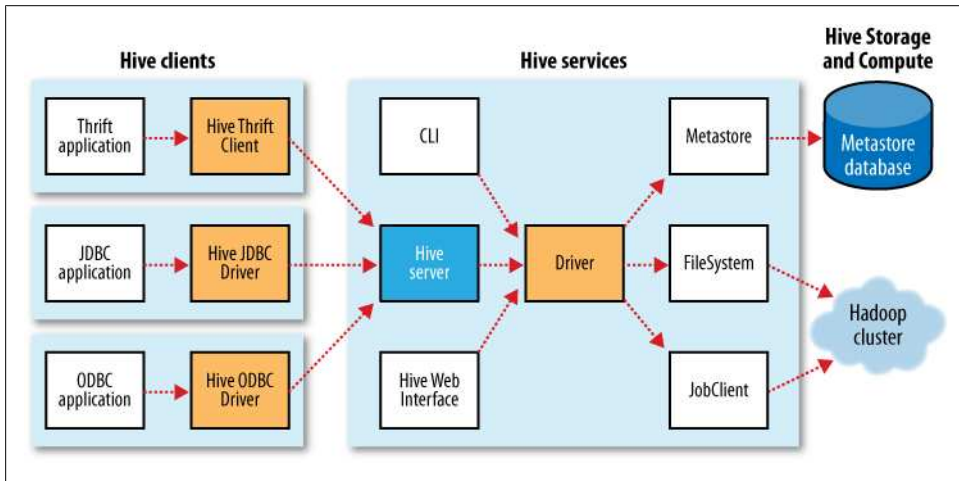 Hive clients
Thrift
application
Hive Thrift
Client
JDBC
application
Hive JDBC
Driver
ODBC
application
Hive ODBC
Driver
Hive services
CLI
Hive
server
Hive Web
Interface
Driver
Metastore
FileSystem
JobClient
Hive Storage
and Compute
Metastore
database
Hadoop
cluster